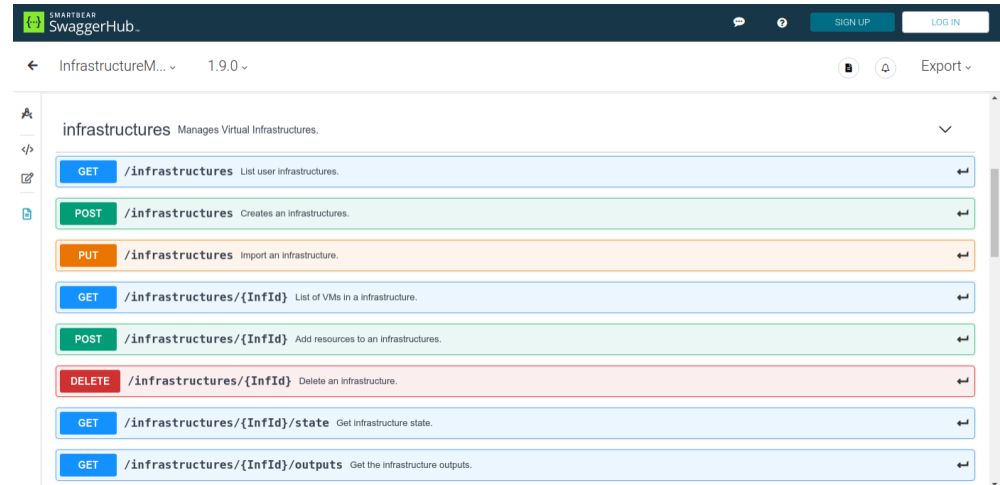 SMARTBEAR
SwaggerHub
SIGN UP
LOG IN
InfrastructureM...
1.9.0
Export
infrastructures Manages Virtual Infrastructures.
GET /infrastructures List user infrastructures.
POST /infrastructures Creates an infrastructures.
PUT /infrastructures Import an infrastructure.
GET /infrastructures/{InfId} List of VMs in a infrastructure.
POST /infrastructures/{InfId} Add resources to an infrastructures.
DELETE /infrastructures/{InfId} Delete an infrastructure.
GET /infrastructures/{InfId}/state Get infrastructure state.
GET /infrastructures/{InfId}/outputs Get the infrastructure outputs.